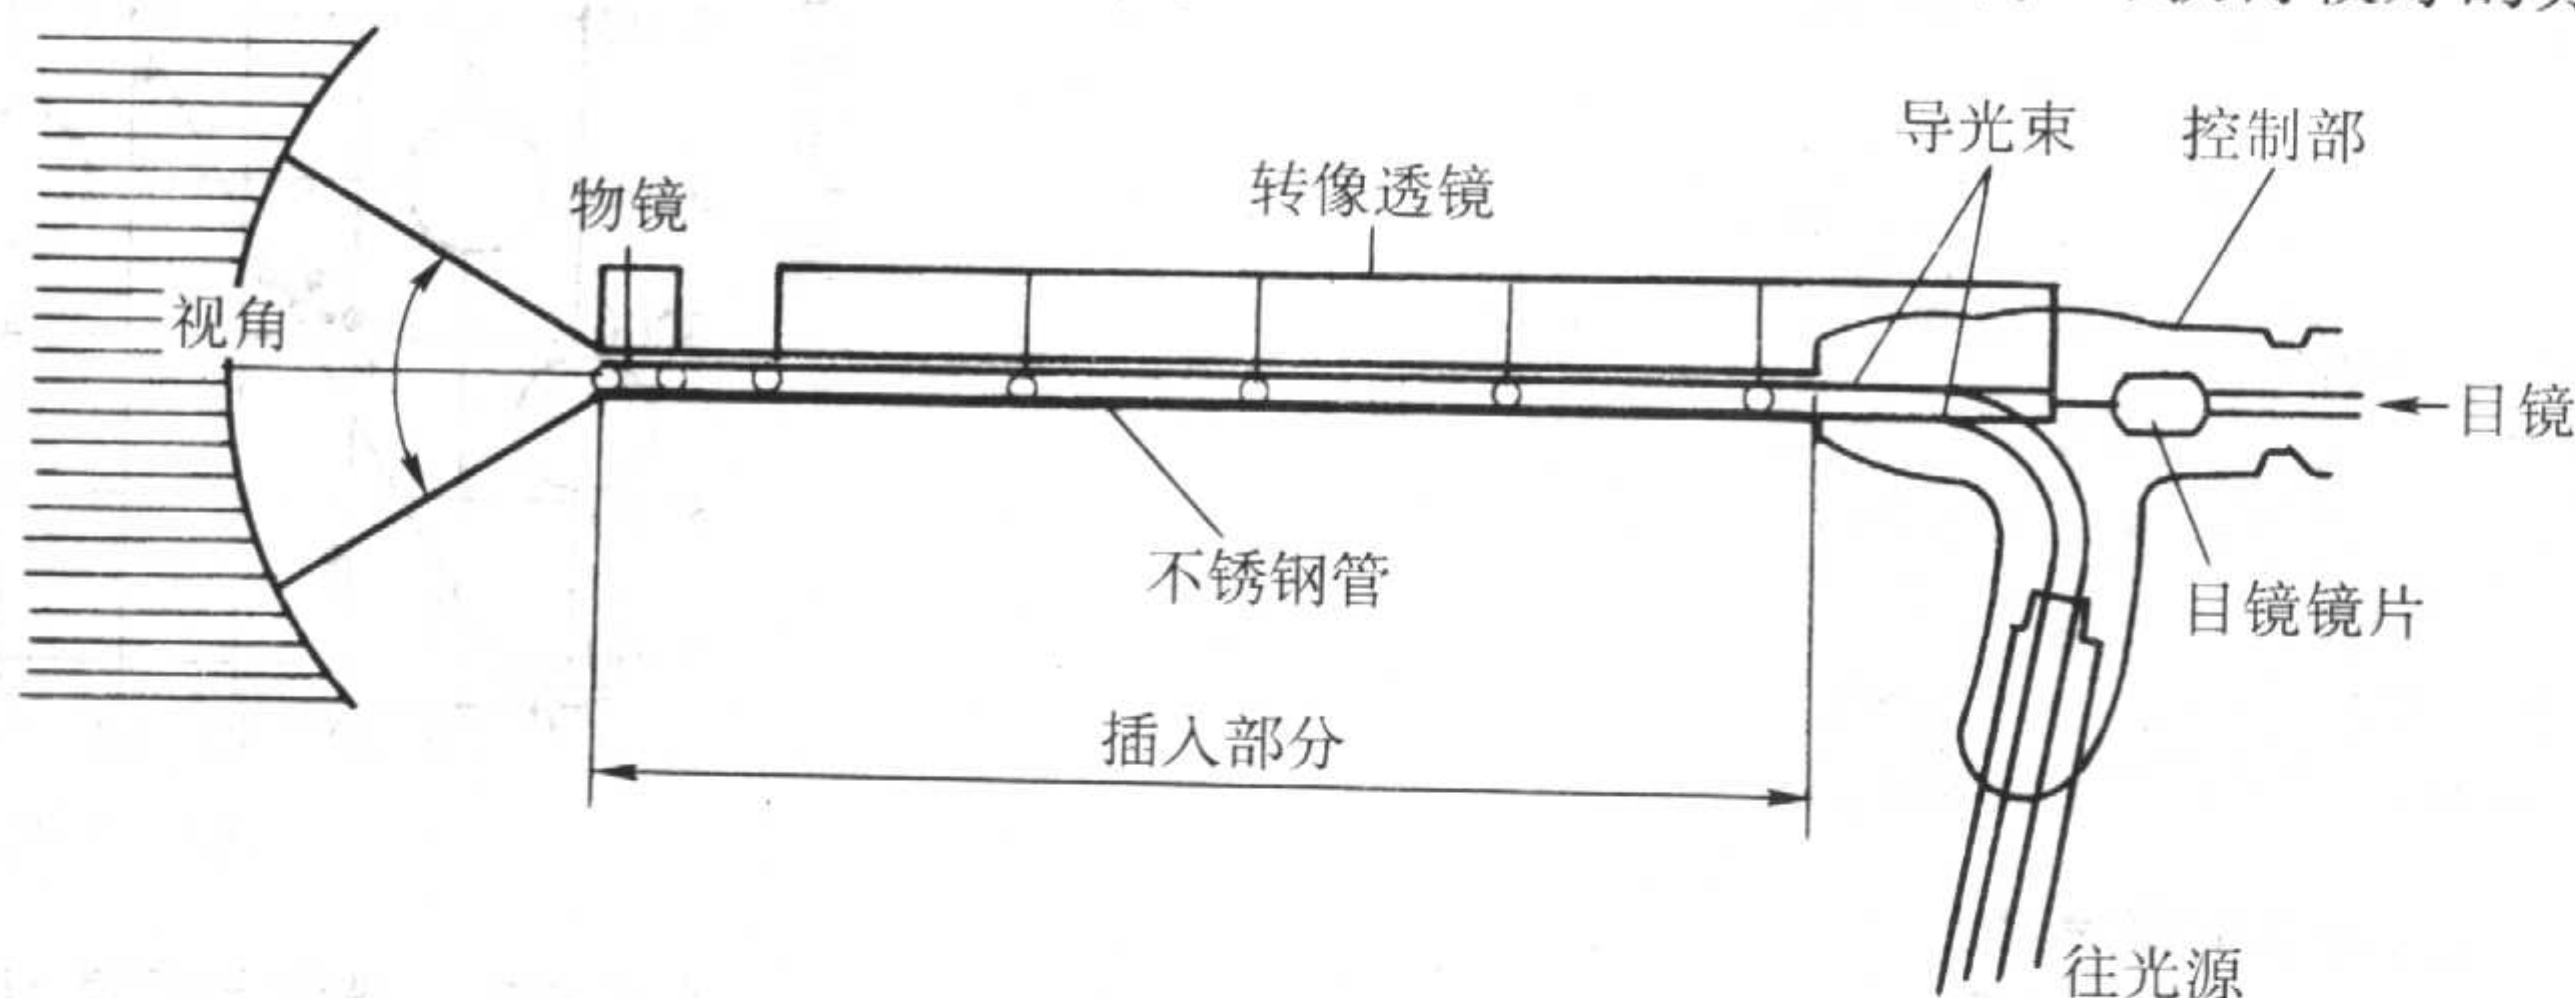 导光束
控制部
转像透镜
物镜
视角
目镜
不锈钢管
目镜镜片
插入部分
往光源